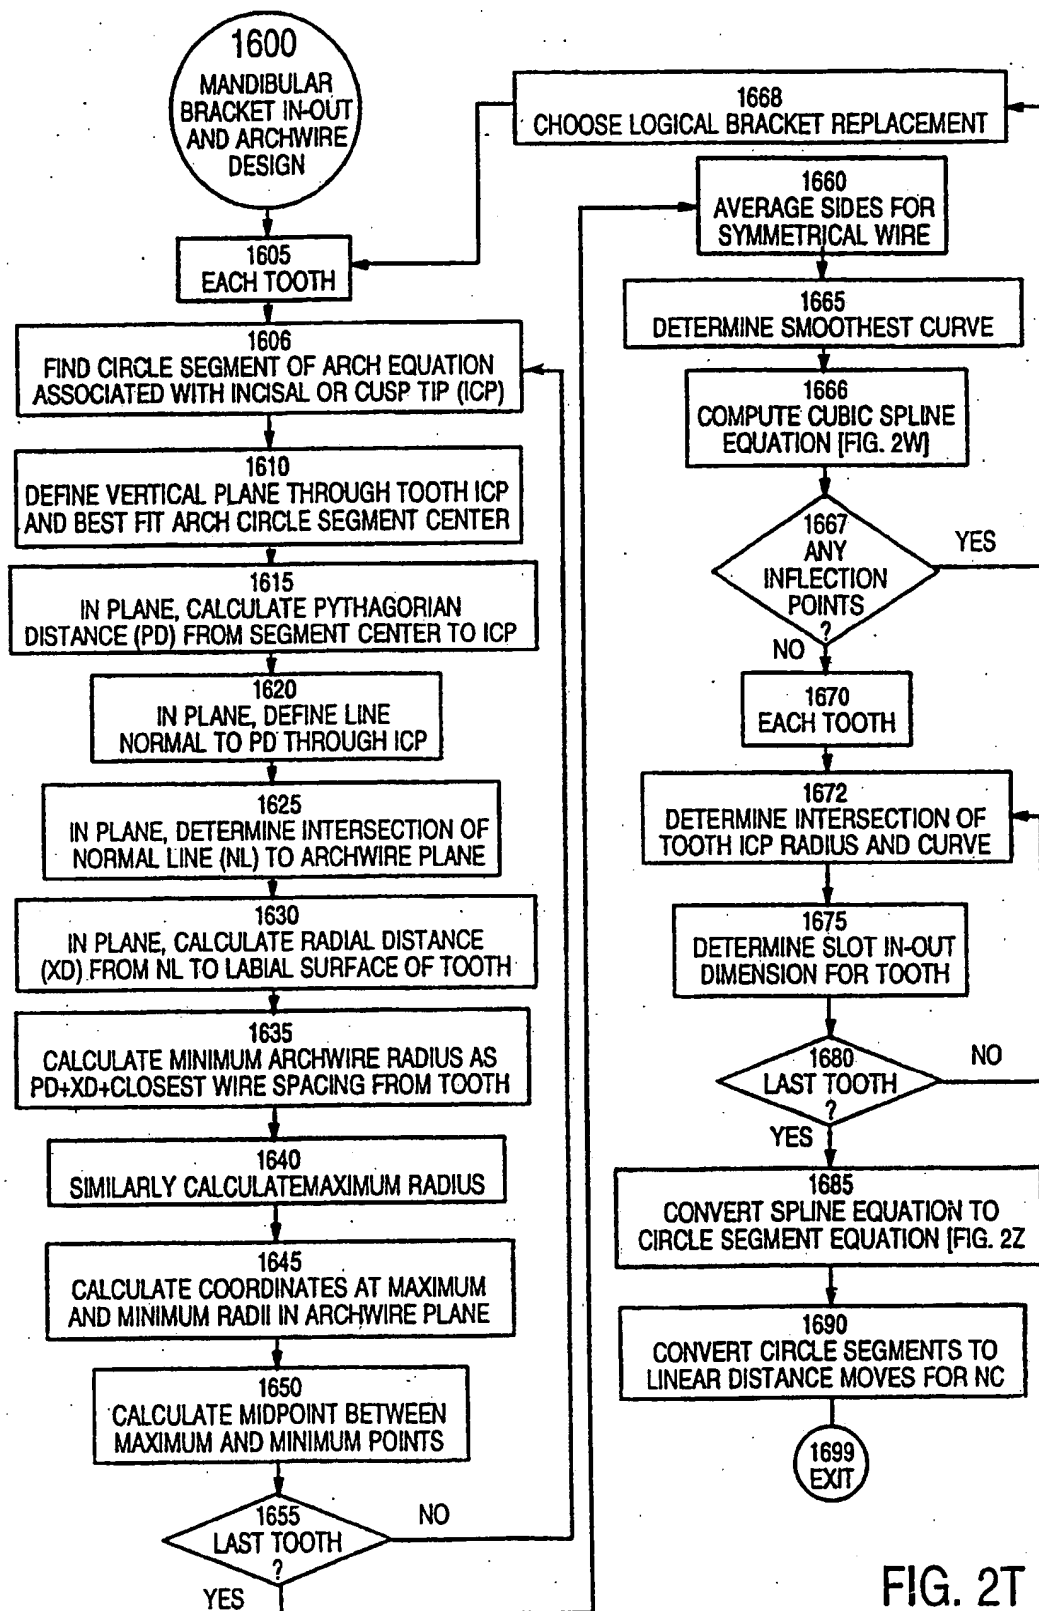 1600
MANDIBULAR
BRACKET IN-OUT
AND ARCHWIRE
DESIGN
1605
EACH TOOTH
1606
FIND CIRCLE SEGMENT OF ARCH EQUATION
ASSOCIATED WITH INCISAL OR CUSP TIP (ICP)
1610
DEFINE VERTICAL PLANE THROUGH TOOTH ICP
AND BEST FIT ARCH CIRCLE SEGMENT CENTER
1615
IN PLANE, CALCULATE PYTHAGORIAN
DISTANCE (PD) FROM SEGMENT CENTER TO ICP
1620
IN PLANE, DEFINE LINE
NORMAL TO PD THROUGH ICP
1625
IN PLANE, DETERMINE INTERSECTION OF
NORMAL LINE (NL) TO ARCHWIRE PLANE
1630
IN PLANE, CALCULATE RADIAL DISTANCE
(XD) FROM NL TO LABIAL SURFACE OF TOOTH
1635
CALCULATE MINIMUM ARCHWIRE RADIUS AS
PD+XD+CLOSEST WIRE SPACING FROM TOOTH
1640
SIMILARLY CALCULATEMAXIMUM RADIUS
1645
CALCULATE COORDINATES AT MAXIMUM
AND MINIMUM RADII IN ARCHWIRE PLANE
1650
CALCULATE MIDPOINT BETWEEN
MAXIMUM AND MINIMUM POINTS
1655
LAST TOOTH
?
NO
YES
1668
CHOOSE LOGICAL BRACKET REPLACEMENT
1660
AVERAGE SIDES FOR
SYMMETRICAL WIRE
1665
DETERMINE SMOOTHEST CURVE
1666
COMPUTE CUBIC SPLINE
EQUATION [FIG. 2W]
1667
ANY
INFLECTION
POINTS
?
YES
NO
1670
EACH TOOTH
1672
DETERMINE INTERSECTION OF
TOOTH ICP RADIUS AND CURVE
1675
DETERMINE SLOT IN-OUT
DIMENSION FOR TOOTH
1680
LAST TOOTH
?
NO
YES
1685
CONVERT SPLINE EQUATION TO
CIRCLE SEGMENT EQUATION [FIG. 2Z
1690
CONVERT CIRCLE SEGMENTS TO
LINEAR DISTANCE MOVES FOR NC
1699
EXIT
FIG. 2T